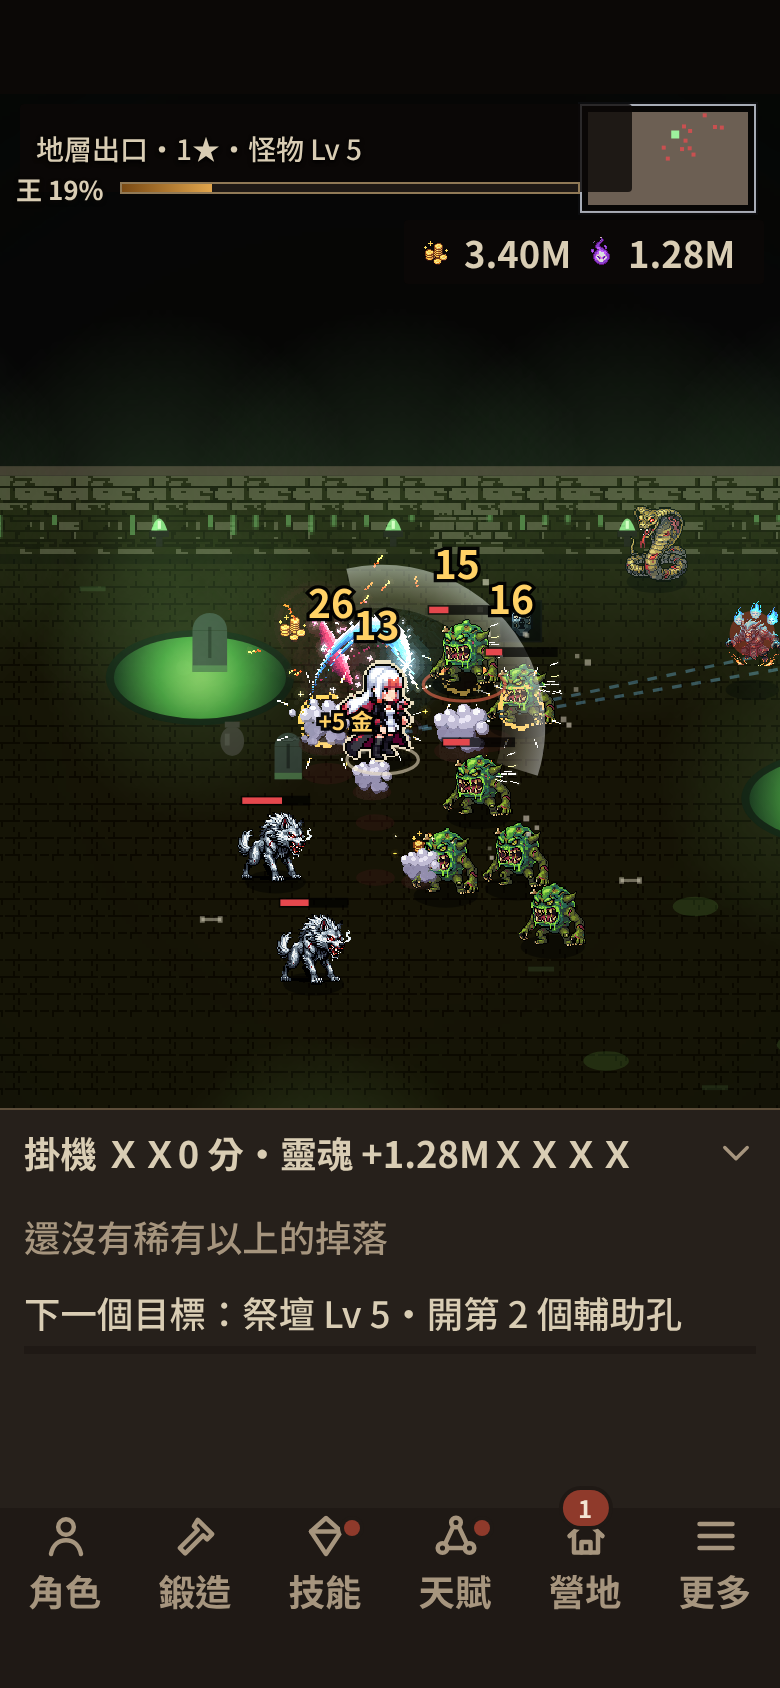 地層出口・1★・怪物 Lv 5
王 19%
3.40M 1.28M
15
26 16
13
+5 金
掛機 ＸＸ0 分・靈魂 +1.28MＸＸＸＸ
還沒有稀有以上的掉落
下一個目標：祭壇 Lv 5・開第 2 個輔助孔
1
角色 鍛造 技能 天賦 營地 更多